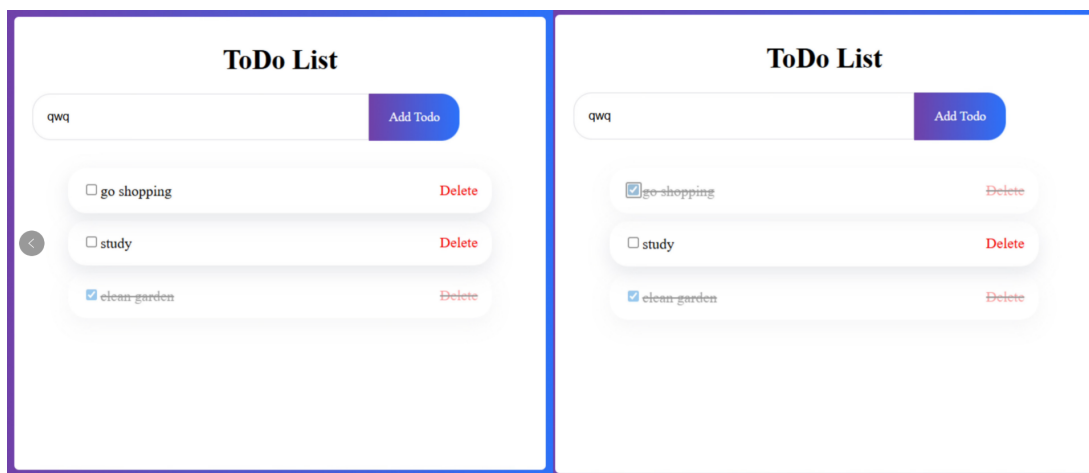 ToDo List
qwq
Add Todo
go shopping
Delete
study
Delete
clean garden
Delete
ToDo List
qwq
Add Todo
go shopping
Delete
study
Delete
clean garden
Delete